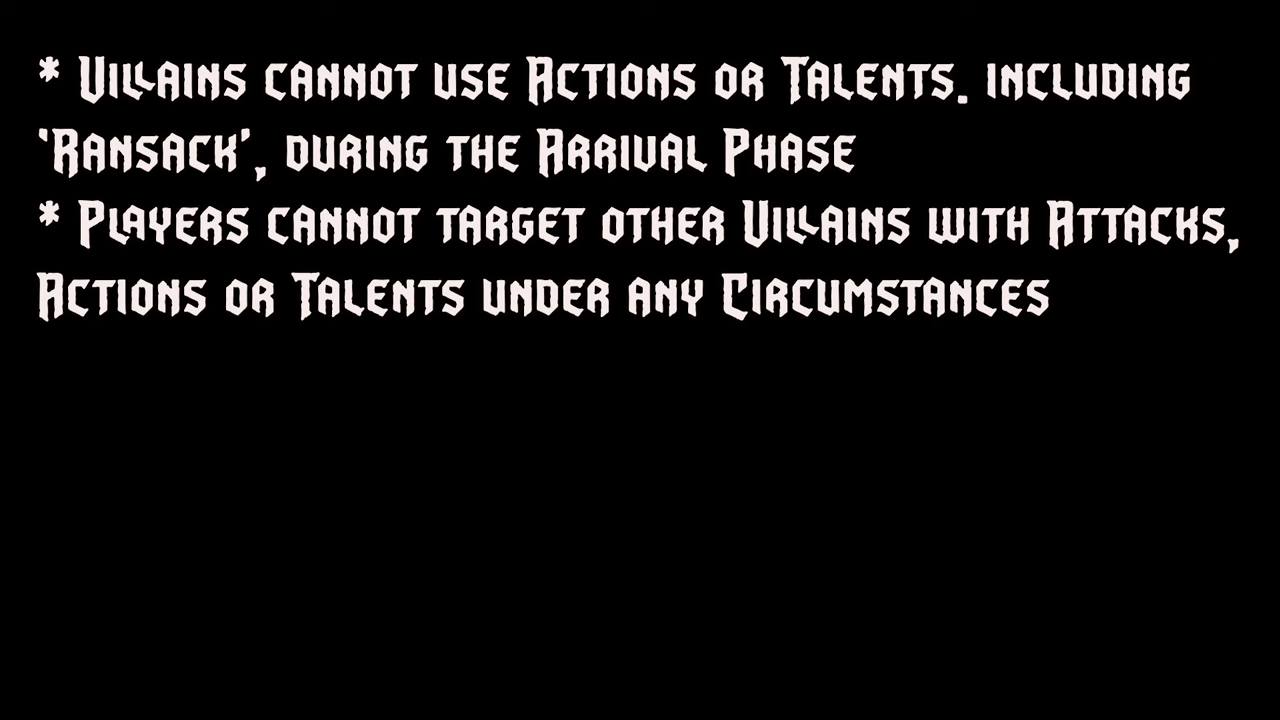 * Villains cannot use Actions or Talents. including
'Ransack', during the Arrival Phase
* Players cannot target other Villains with Attacks,
Actions or Talents under any Circumstances